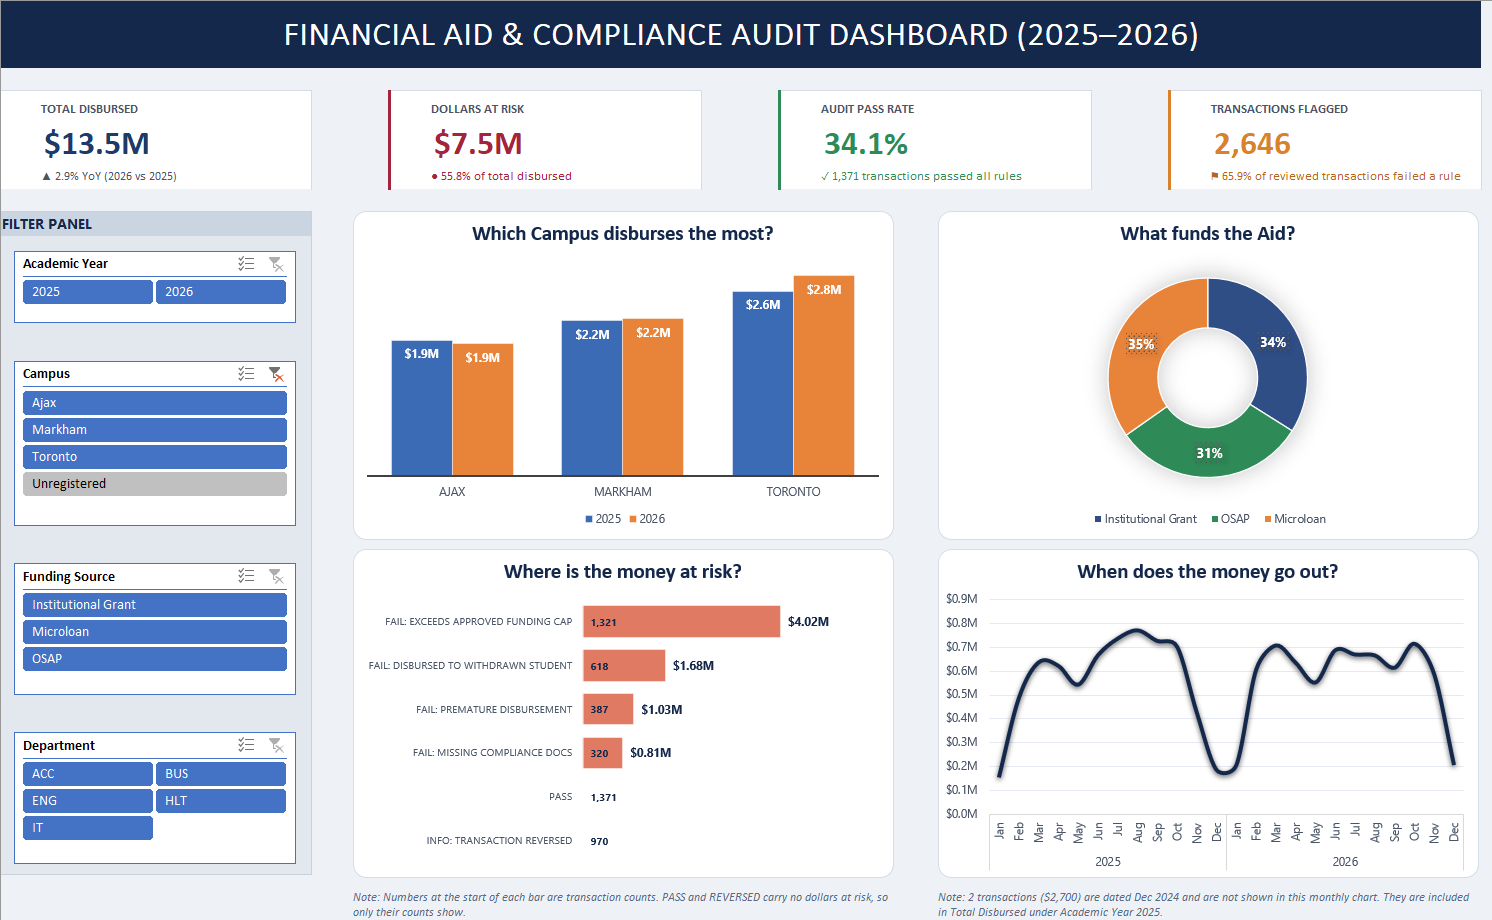 FINANCIAL AID & COMPLIANCE AUDIT DASHBOARD (2025–2026)
TOTAL DISBURSED
$13.5M
▲ 2.9% YoY (2026 vs 2025)
DOLLARS AT RISK
$7.5M
● 55.8% of total disbursed
AUDIT PASS RATE
34.1%
✓ 1,371 transactions passed all rules
TRANSACTIONS FLAGGED
2,646
⚑ 65.9% of reviewed transactions failed a rule
FILTER PANEL
Academic Year
2025 2026
Campus
Ajax
Markham
Toronto
Unregistered
Funding Source
Institutional Grant
Microloan
OSAP
Department
ACC BUS
ENG HLT
IT
Which Campus disburses the most?
$1.9M $1.9M $2.2M $2.2M $2.6M $2.8M
AJAX MARKHAM TORONTO
2025 2026
What funds the Aid?
35% 34%
31%
Institutional Grant OSAP Microloan
Where is the money at risk?
FAIL: EXCEEDS APPROVED FUNDING CAP 1,321 $4.02M
FAIL: DISBURSED TO WITHDRAWN STUDENT 618 $1.68M
FAIL: PREMATURE DISBURSEMENT 387 $1.03M
FAIL: MISSING COMPLIANCE DOCS 320 $0.81M
PASS 1,371
INFO: TRANSACTION REVERSED 970
Note: Numbers at the start of each bar are transaction counts. PASS and REVERSED carry no dollars at risk, so
only their counts show.
When does the money go out?
$0.9M
$0.8M
$0.7M
$0.6M
$0.5M
$0.4M
$0.3M
$0.2M
$0.1M
$0.0M
Jan Feb Mar Apr May Jun Jul Aug Sep Oct Nov Dec Jan Feb Mar Apr May Jun Jul Aug Sep Oct Nov Dec
2025 2026
Note: 2 transactions ($2,700) are dated Dec 2024 and are not shown in this monthly chart. They are included
in Total Disbursed under Academic Year 2025.